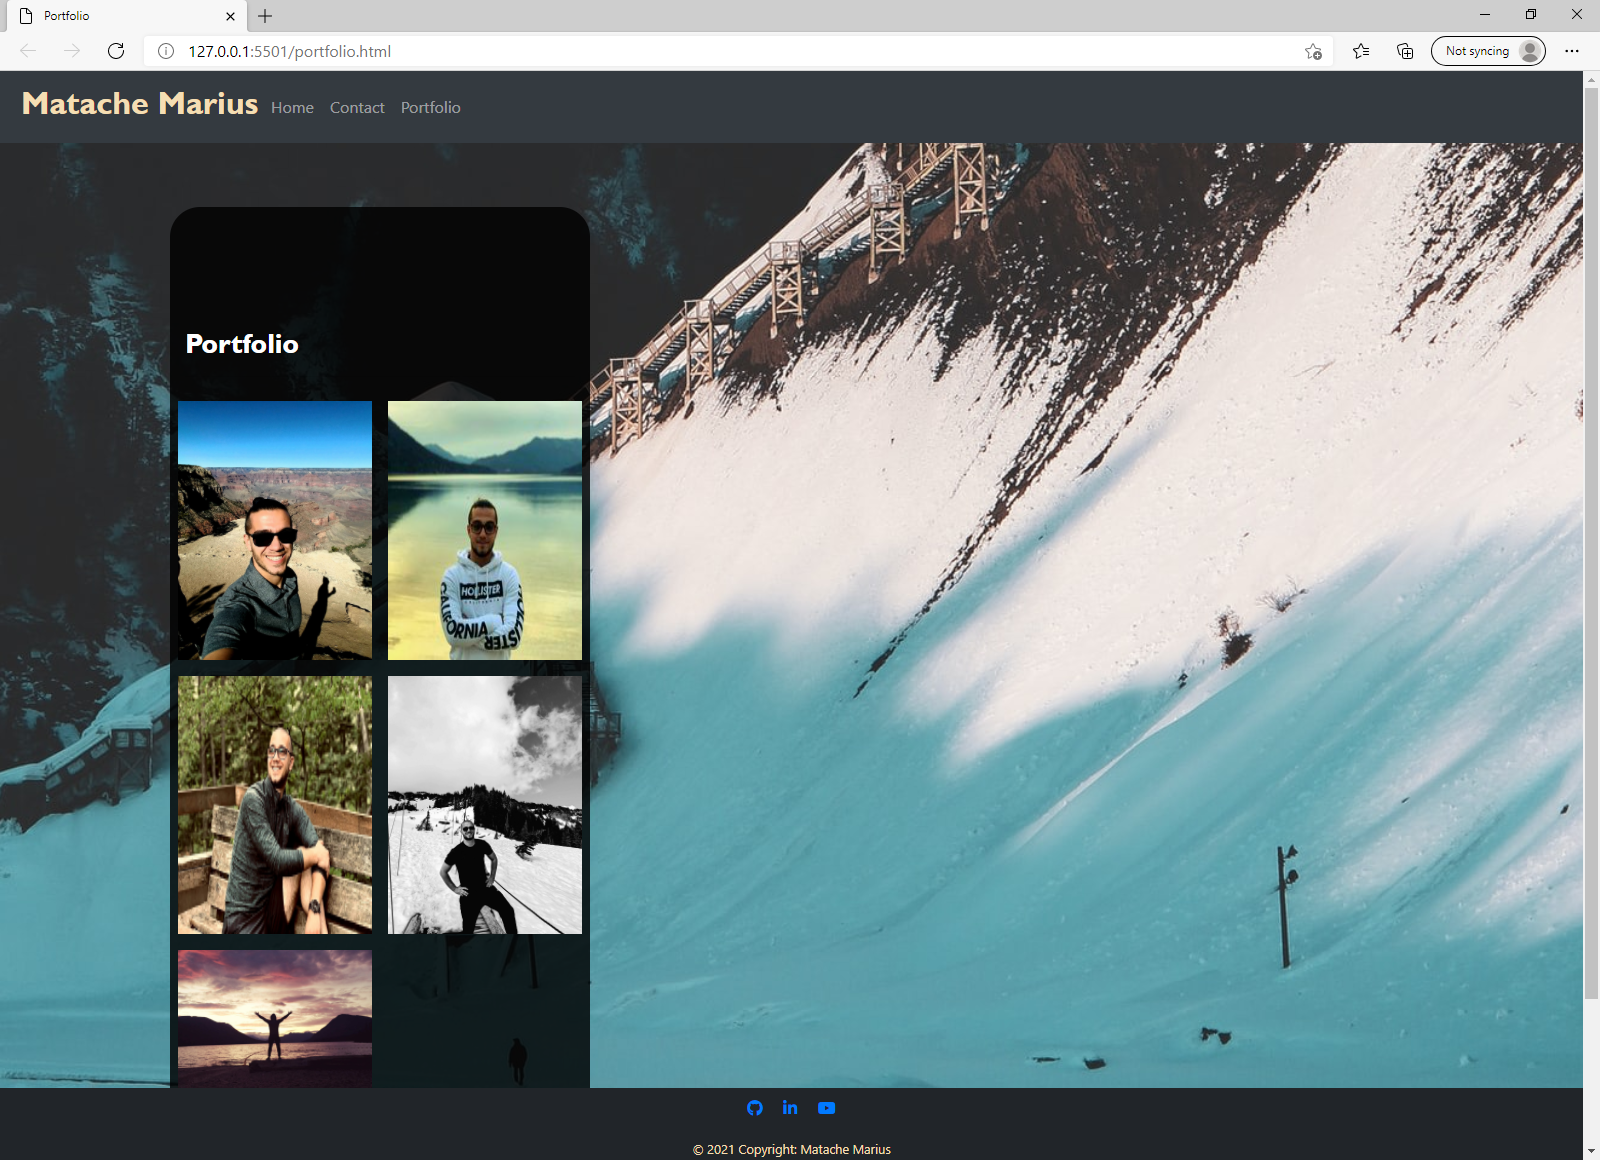 Portfolio
127.0.0.1:5501/portfolio.html
Not syncing
Matache Marius Home Contact Portfolio
Portfolio
HOLLISTER
CALIFORNIA
CALIFORNIA
© 2021 Copyright: Matache Marius